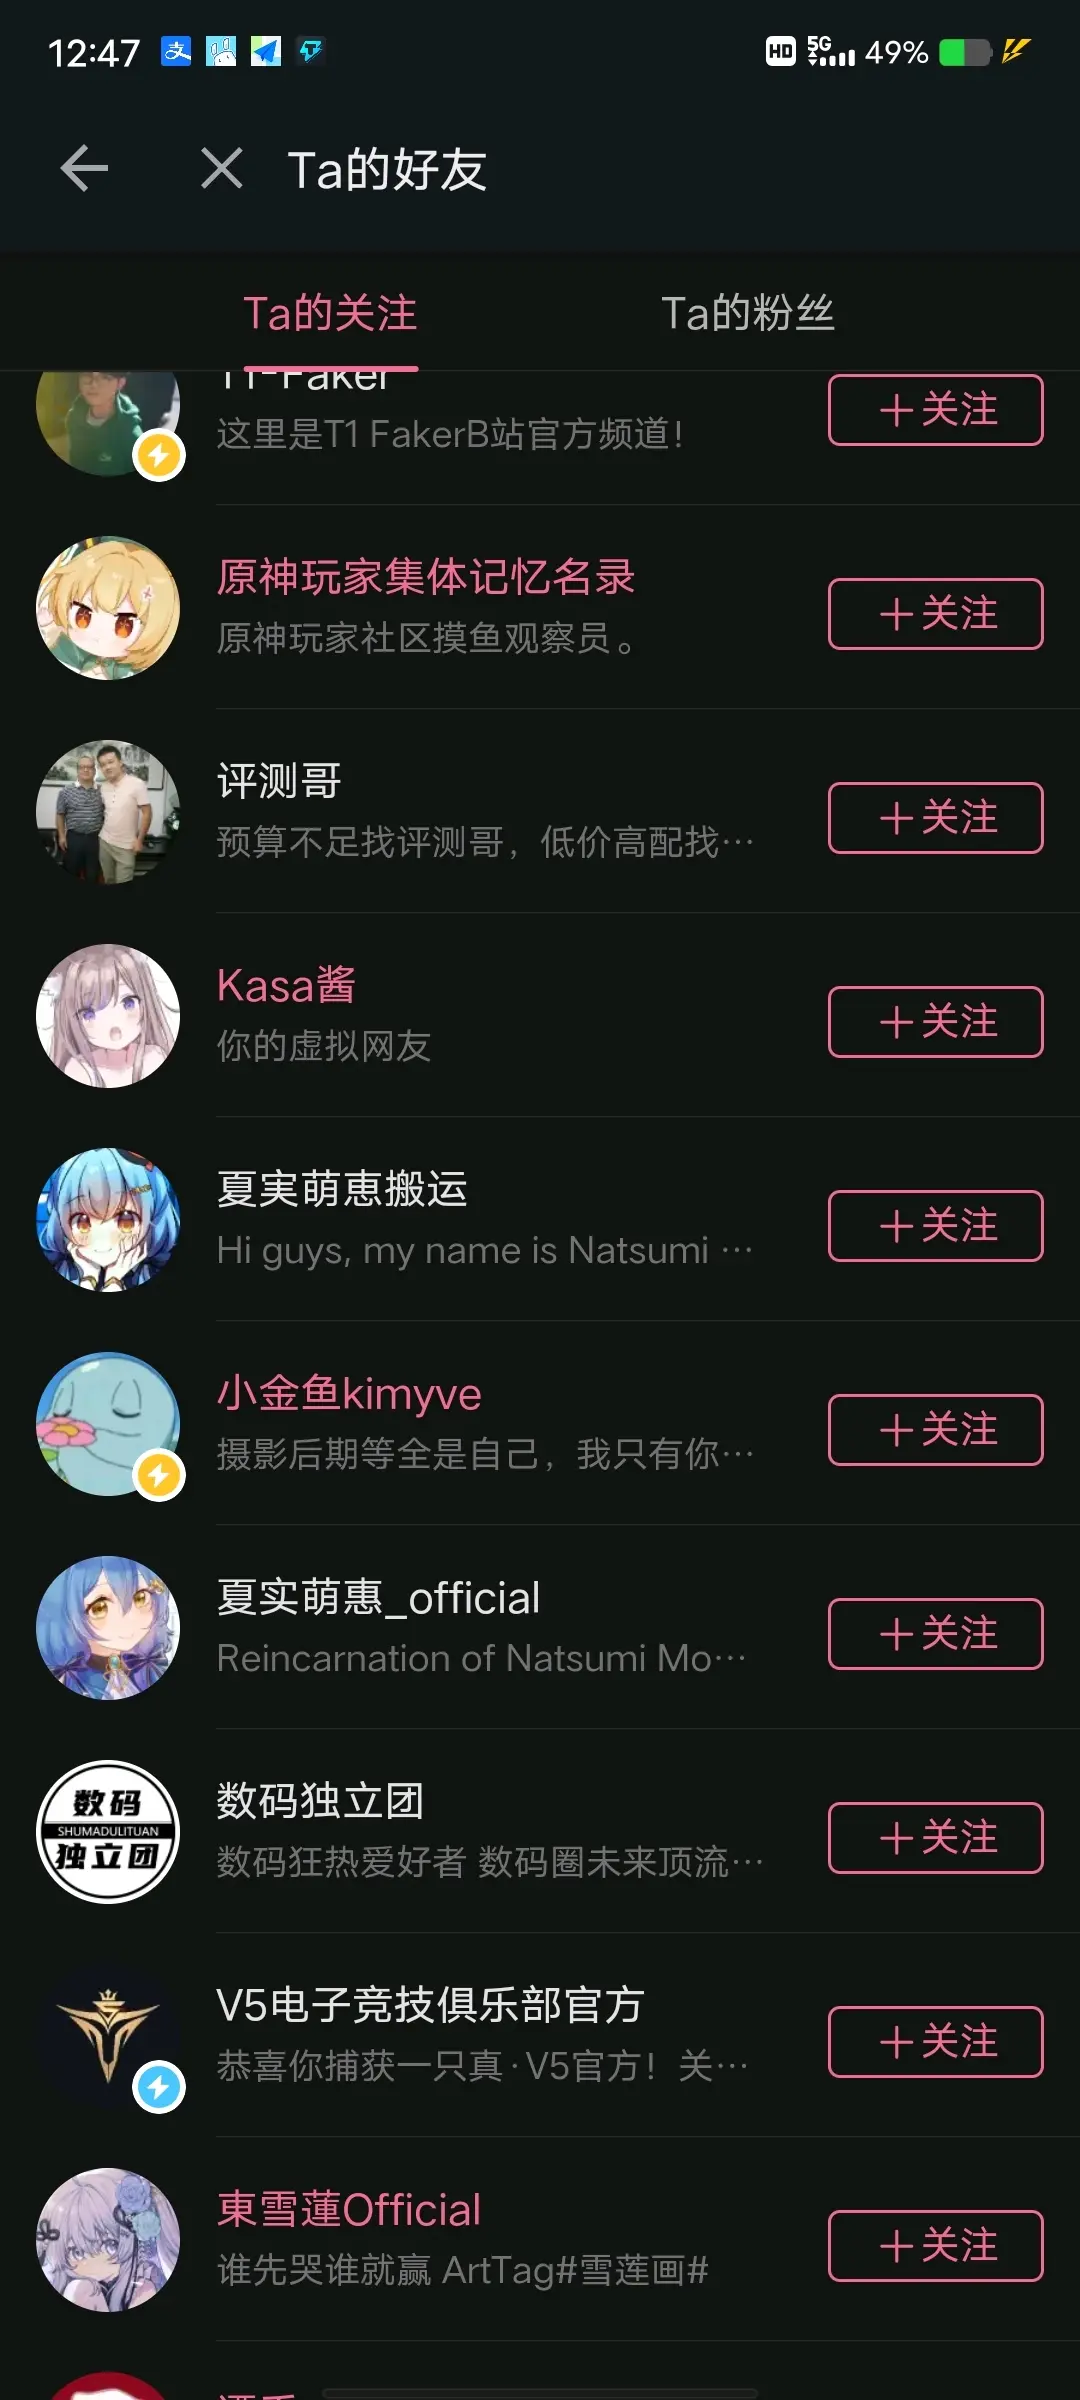 12:47
HD 5G 49%
Ta的好友
Ta的关注
Ta的粉丝
T1-Faker
这里是T1 FakerB站官方频道！
＋关注
原神玩家集体记忆名录
原神玩家社区摸鱼观察员。
＋关注
评测哥
预算不足找评测哥，低价高配找…
＋关注
Kasa酱
你的虚拟网友
＋关注
夏実萌恵搬运
Hi guys, my name is Natsumi …
＋关注
小金鱼kimyve
摄影后期等全是自己，我只有你…
＋关注
夏实萌惠_official
Reincarnation of Natsumi Mo…
＋关注
数码
SHUMADULITUAN
独立团
数码独立团
数码狂热爱好者 数码圈未来顶流…
＋关注
V5电子竞技俱乐部官方
恭喜你捕获一只真·V5官方！关…
＋关注
東雪蓮Official
谁先哭谁就赢 ArtTag#雪莲画#
＋关注